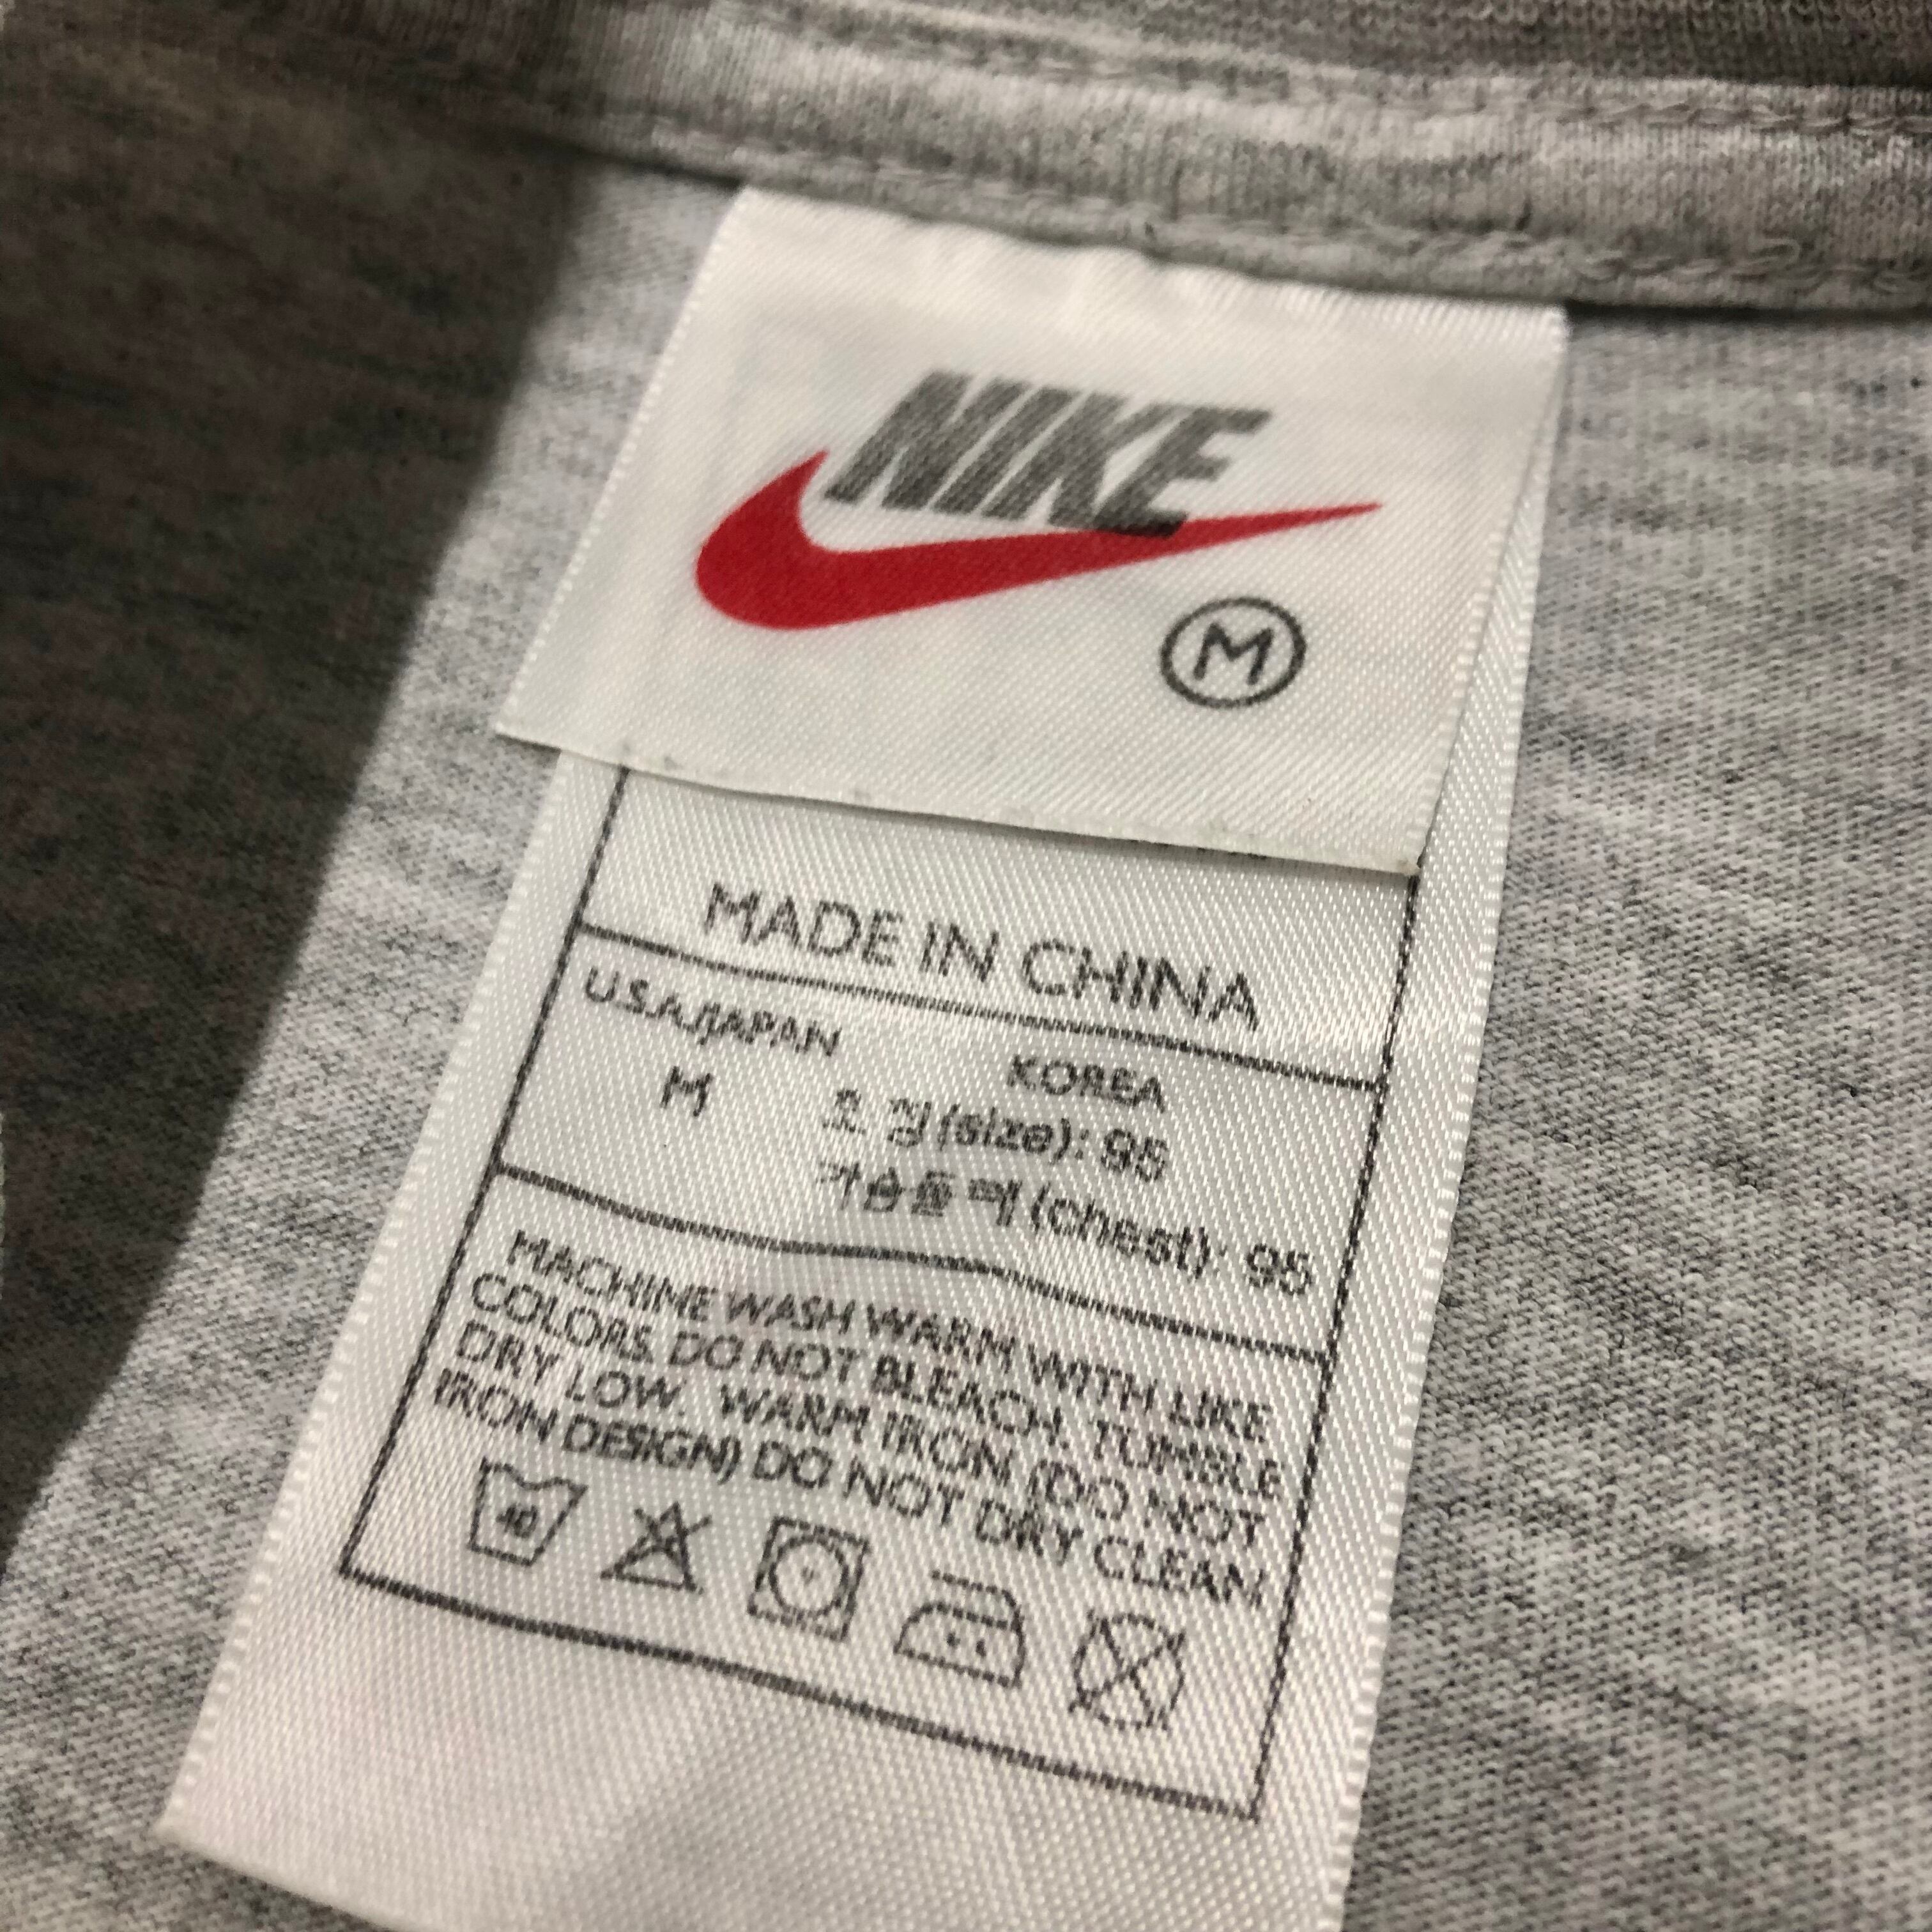 NIKE
M
MADE IN CHINA
U.S.A./JAPAN KOREA
M 호 칭(size): 95
가슴둘레(chest): 95
MACHINE WASH WARM WITH LIKE
COLORS. DO NOT BLEACH. TUMBLE
DRY LOW. WARM IRON (DO NOT
IRON DESIGN) DO NOT DRY CLEAN.
40